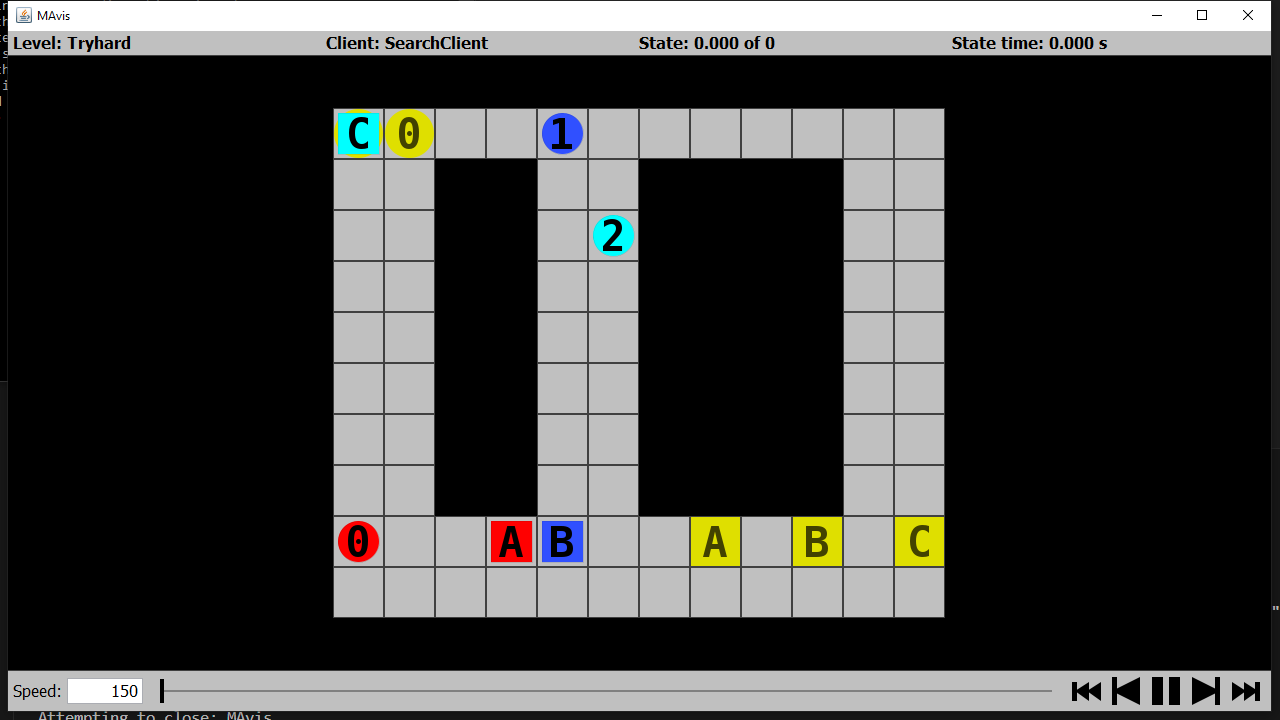 MAvis
Level: Tryhard Client: SearchClient State: 0.000 of 0 State time: 0.000 s
C 0 1
2
0 A B A B C
Speed: 150
Attempting to close: MAvis